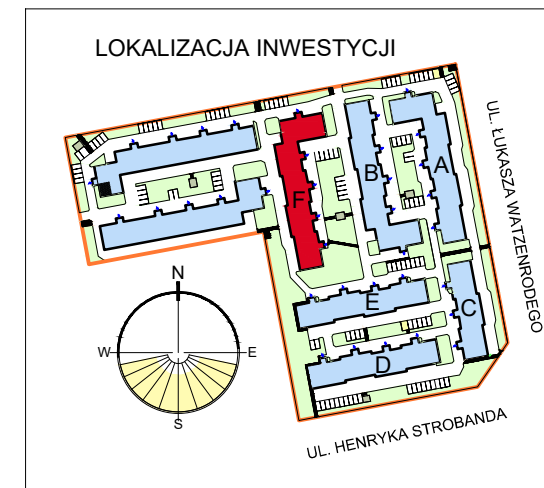 LOKALIZACJA INWESTYCJI
UL. ŁUKASZA WATZENRODEGO
A
B
F
C
E
D
N
W
E
S
UL. HENRYKA STROBANDA